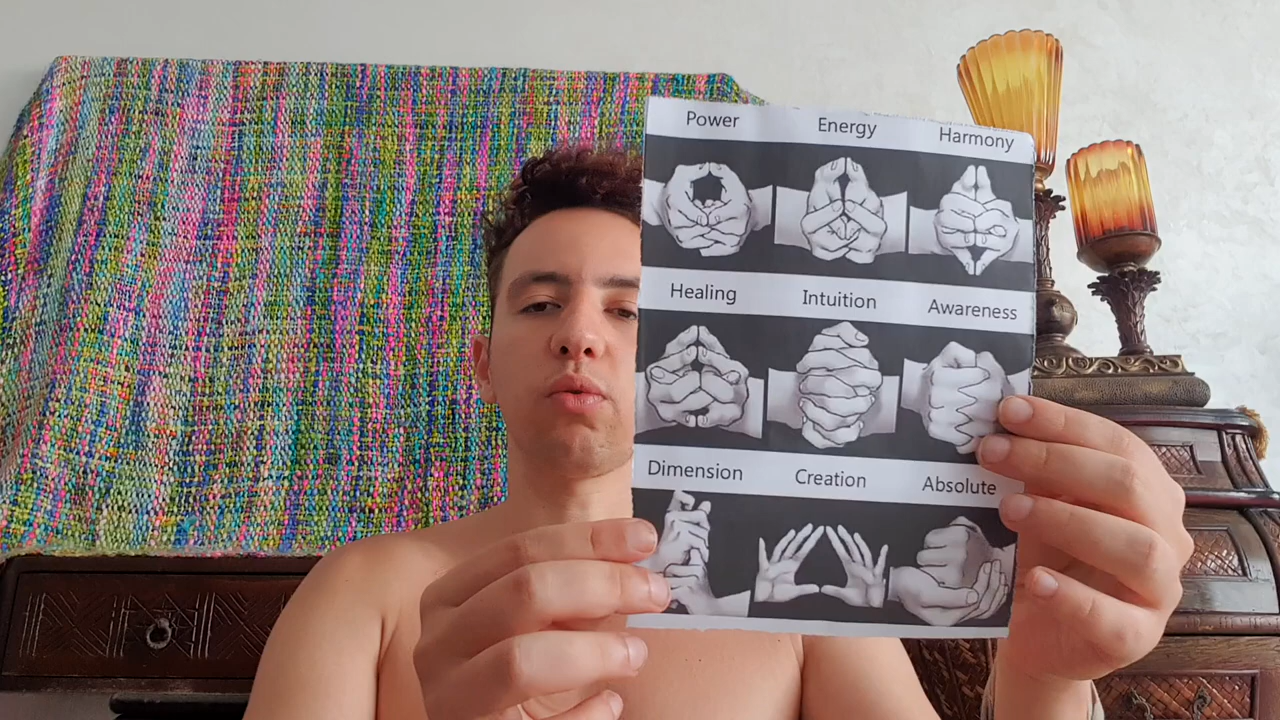 Power Energy Harmony
Healing Intuition Awareness
Dimension Creation Absolute